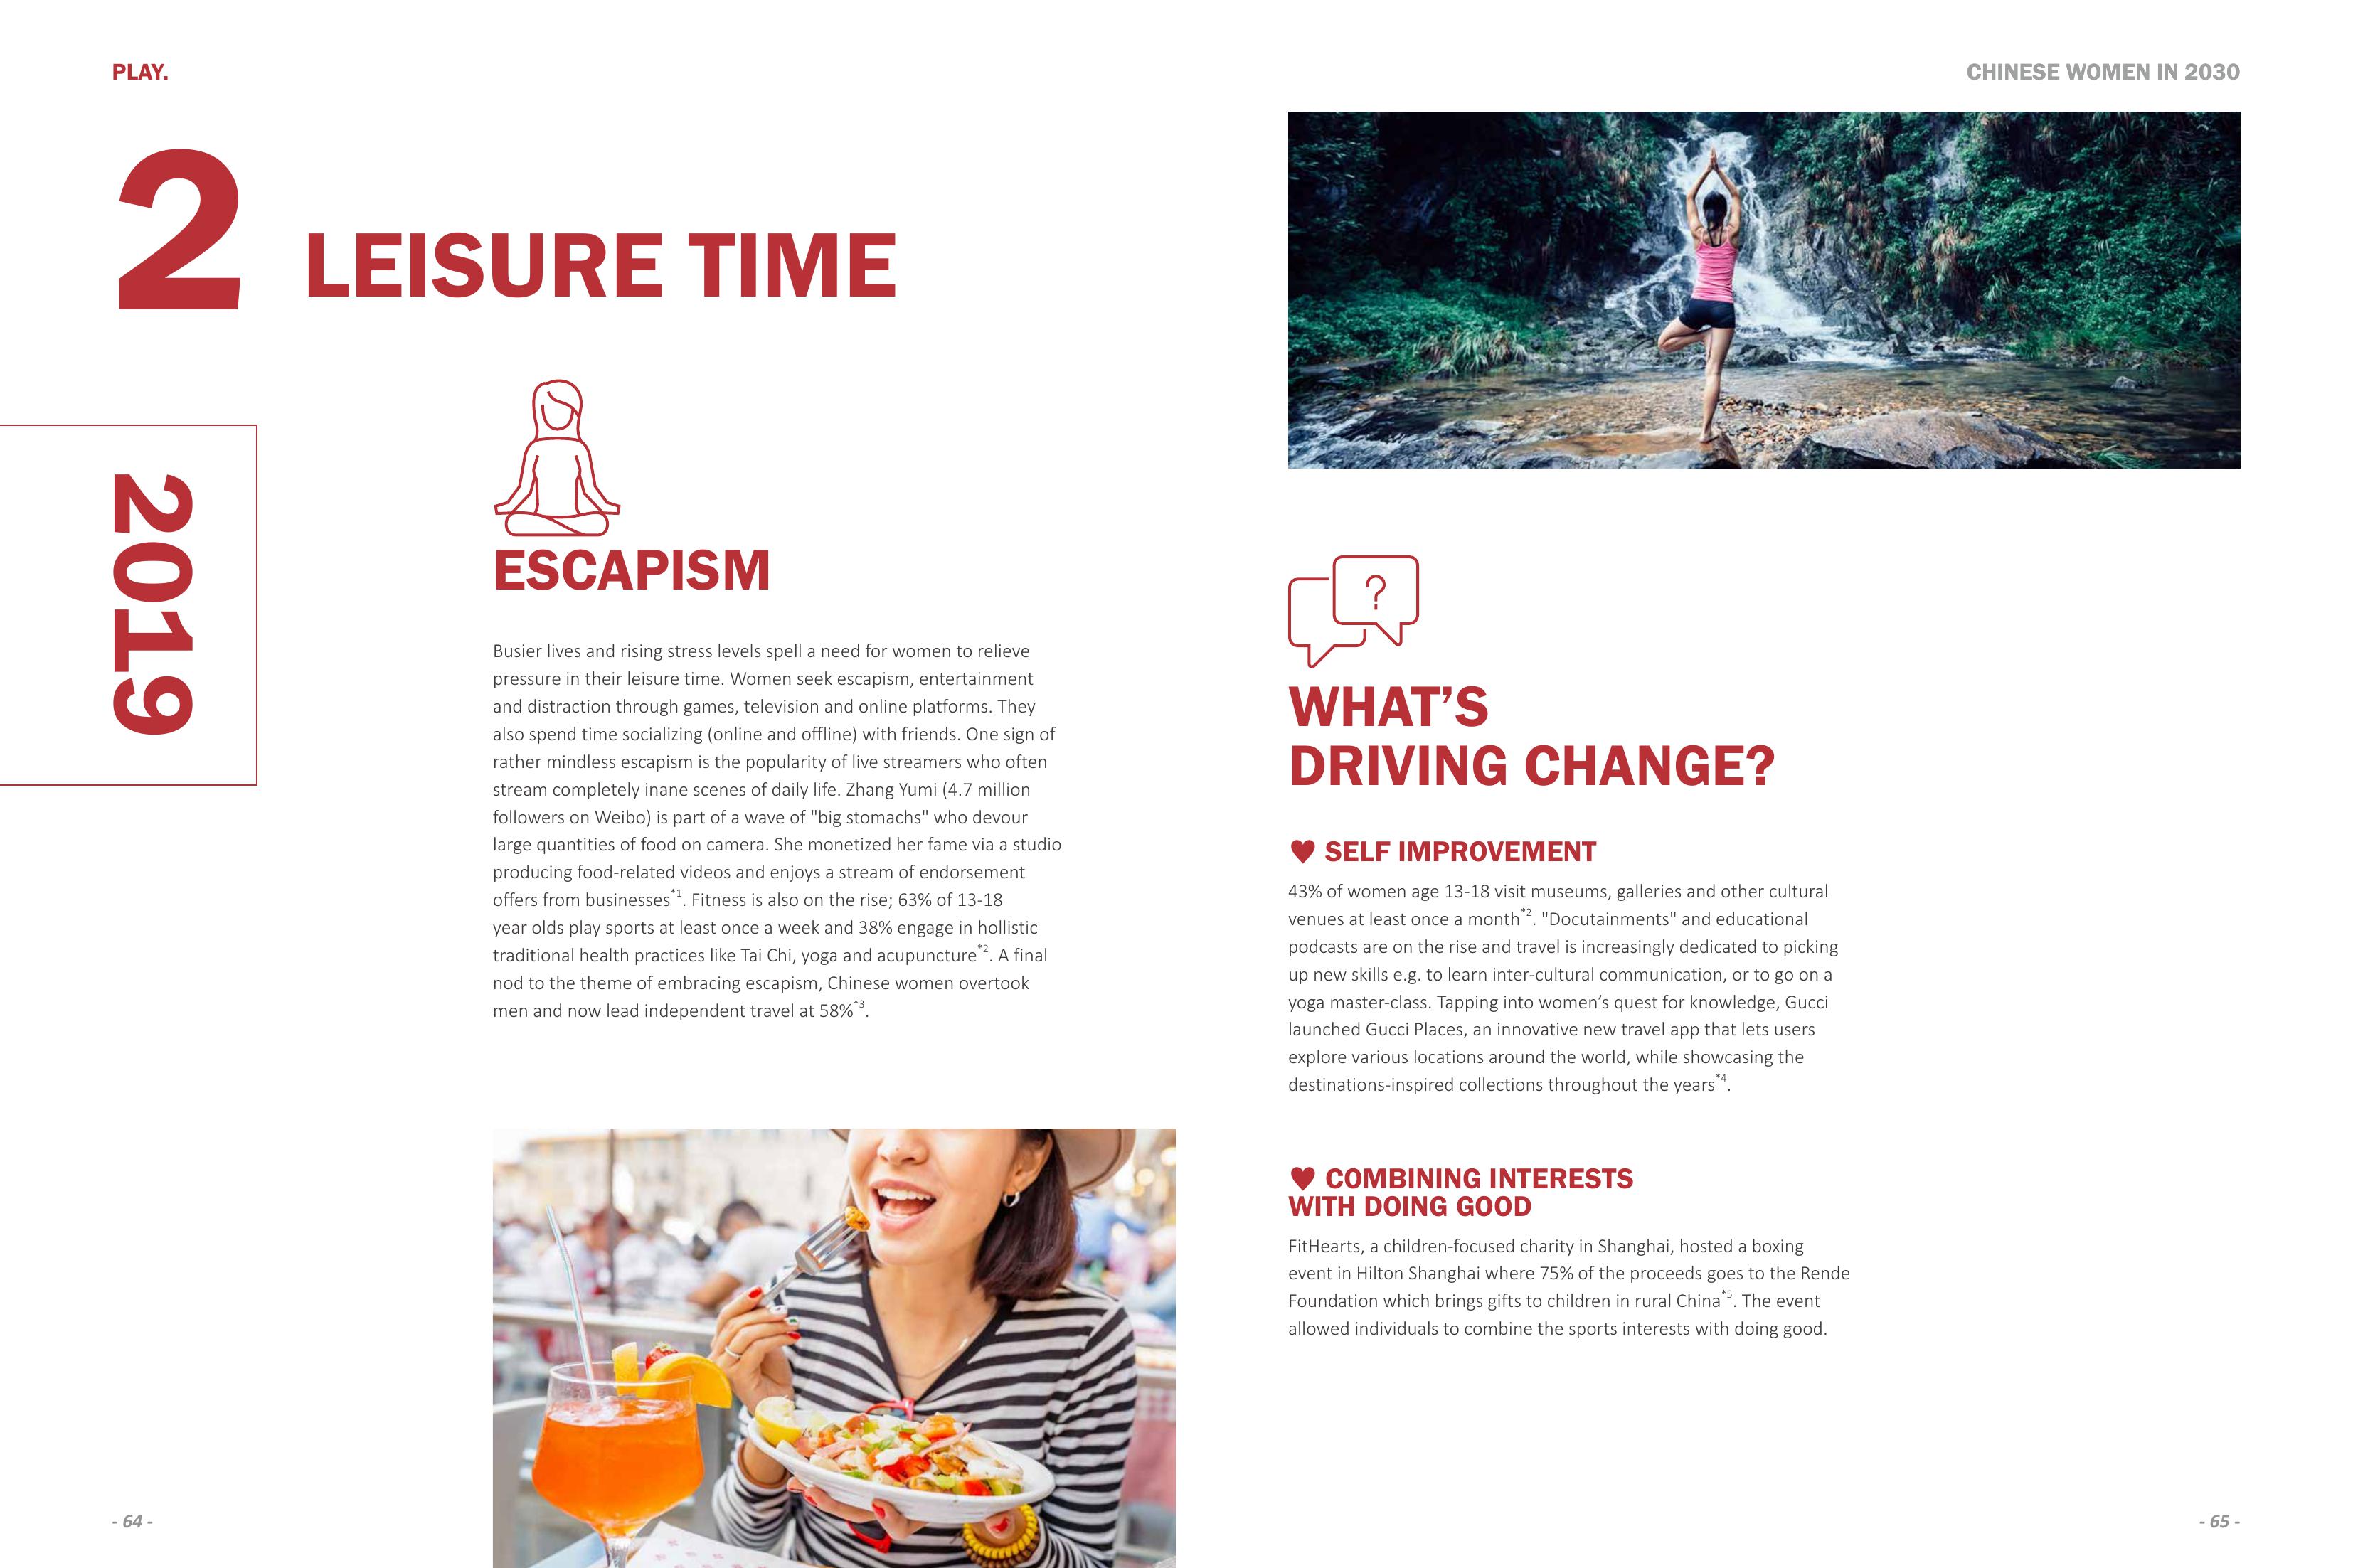 PLAY.
CHINESE WOMEN IN 2030
2 LEISURE TIME
2019
ESCAPISM
Busier lives and rising stress levels spell a need for women to relieve
pressure in their leisure time. Women seek escapism, entertainment
and distraction through games, television and online platforms. They
also spend time socializing (online and offline) with friends. One sign of
rather mindless escapism is the popularity of live streamers who often
stream completely inane scenes of daily life. Zhang Yumi (4.7 million
followers on Weibo) is part of a wave of "big stomachs" who devour
large quantities of food on camera. She monetized her fame via a studio
producing food-related videos and enjoys a stream of endorsement
offers from businesses*1. Fitness is also on the rise; 63% of 13-18
year olds play sports at least once a week and 38% engage in hollistic
traditional health practices like Tai Chi, yoga and acupuncture*2. A final
nod to the theme of embracing escapism, Chinese women overtook
men and now lead independent travel at 58%*3.
- 64 -
?
WHAT’S
DRIVING CHANGE?
♥ SELF IMPROVEMENT
43% of women age 13-18 visit museums, galleries and other cultural
venues at least once a month*2. "Docutainments" and educational
podcasts are on the rise and travel is increasingly dedicated to picking
up new skills e.g. to learn inter-cultural communication, or to go on a
yoga master-class. Tapping into women’s quest for knowledge, Gucci
launched Gucci Places, an innovative new travel app that lets users
explore various locations around the world, while showcasing the
destinations-inspired collections throughout the years*4.
♥ COMBINING INTERESTS
WITH DOING GOOD
FitHearts, a children-focused charity in Shanghai, hosted a boxing
event in Hilton Shanghai where 75% of the proceeds goes to the Rende
Foundation which brings gifts to children in rural China*5. The event
allowed individuals to combine the sports interests with doing good.
- 65 -